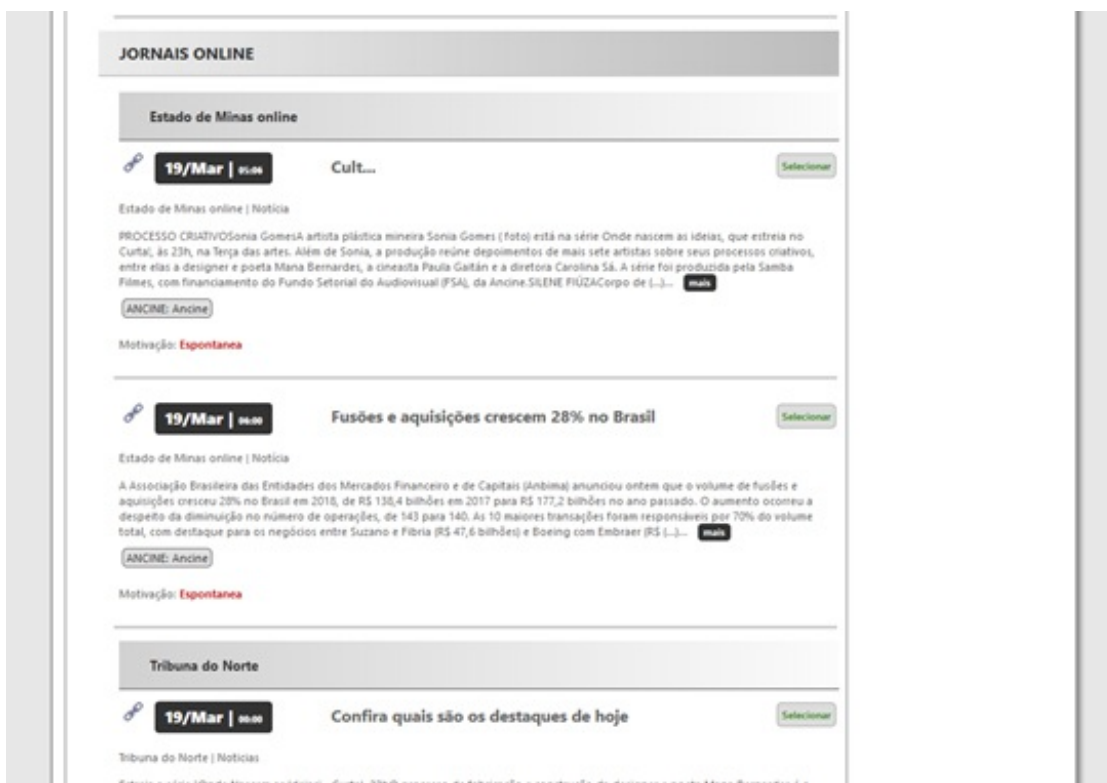 JORNAIS ONLINE
Estado de Minas online
19/Mar | 05:06 Cult... Selecionar
Estado de Minas online | Notícia
PROCESSO CRIATIVOSonia GomesA artista plástica mineira Sonia Gomes ( foto) está na série Onde nascem as ideias, que estreia no
Curta!, às 23h, na Terça das artes. Além de Sonia, a produção reúne depoimentos de mais sete artistas sobre seus processos criativos,
entre elas a designer e poeta Mana Bernardes, a cineasta Paula Gaitán e a diretora Carolina Sá. A série foi produzida pela Samba
Filmes, com financiamento do Fundo Setorial do Audiovisual (FSA), da Ancine.SILENE FIÚZACorpo de (...)... mais
ANCINE: Ancine
Motivação: Espontanea
19/Mar | 06:00 Fusões e aquisições crescem 28% no Brasil Selecionar
Estado de Minas online | Notícia
A Associação Brasileira das Entidades dos Mercados Financeiro e de Capitais (Anbima) anunciou ontem que o volume de fusões e
aquisições cresceu 28% no Brasil em 2018, de R$ 138,4 bilhões em 2017 para R$ 177,2 bilhões no ano passado. O aumento ocorreu a
despeito da diminuição no número de operações, de 143 para 140. As 10 maiores transações foram responsáveis por 70% do volume
total, com destaque para os negócios entre Suzano e Fibria (R$ 47,6 bilhões) e Boeing com Embraer (R$ (...)... mais
ANCINE: Ancine
Motivação: Espontanea
Tribuna do Norte
19/Mar | 00:00 Confira quais são os destaques de hoje Selecionar
Tribuna do Norte | Noticias